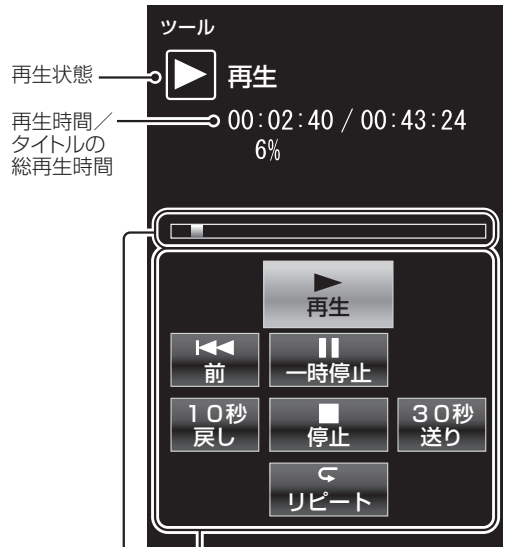 ツール
再生状態
再生
再生時間／
タイトルの
総再生時間
00:02:40 / 00:43:24
6%
再生
前
一時停止
１０秒
戻し
停止
３０秒
送り
リピート